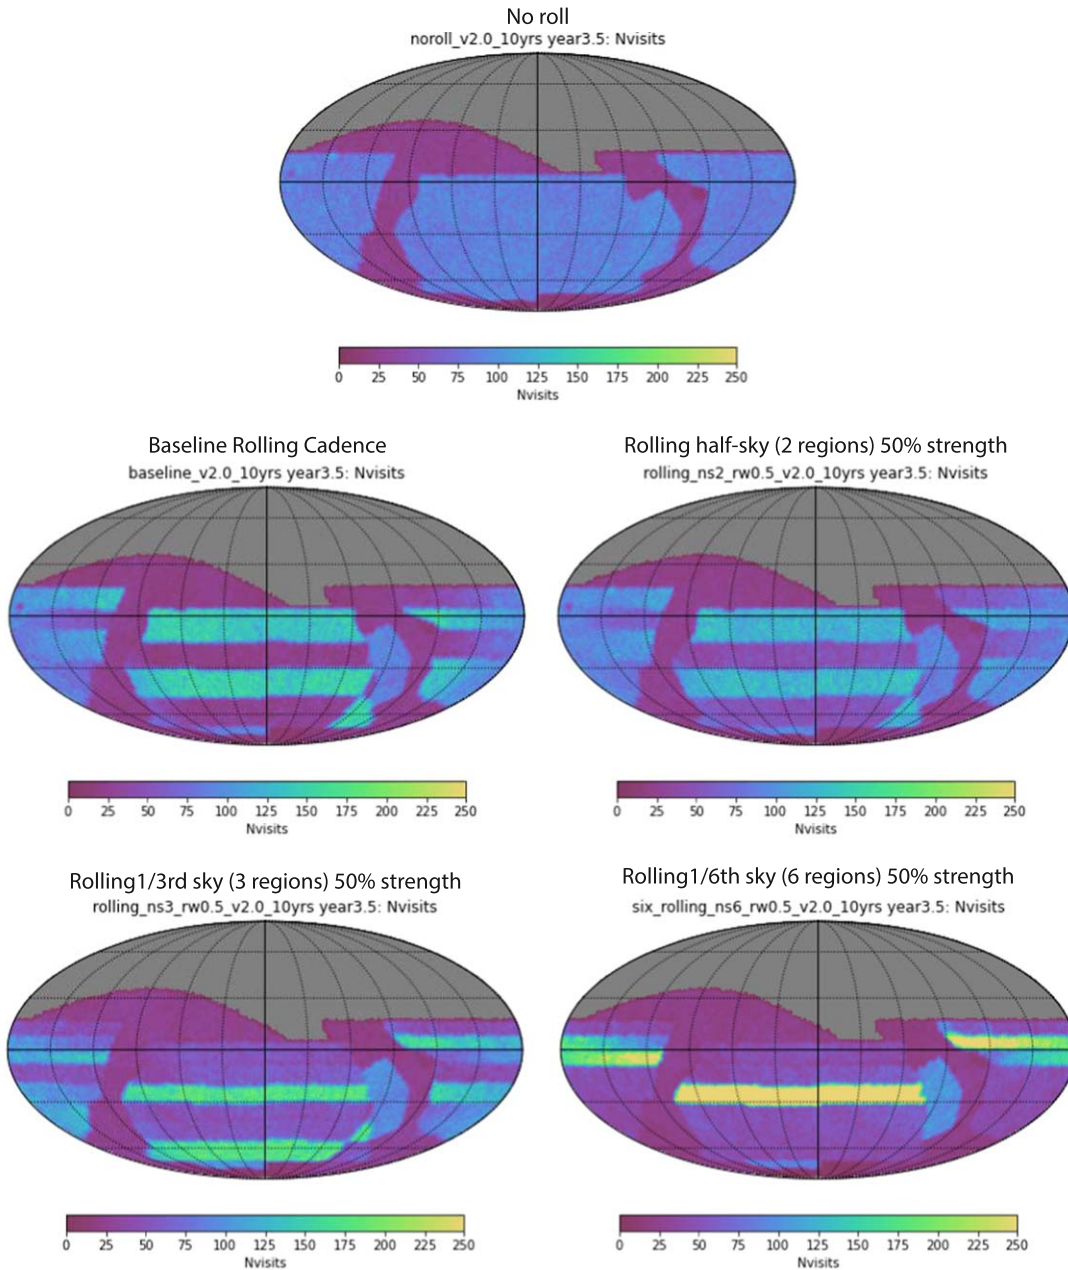 No roll
noroll_v2.0_10yrs year3.5: Nvisits
0 25 50 75 100 125 150 175 200 225 250
Nvisits
Baseline Rolling Cadence
baseline_v2.0_10yrs year3.5: Nvisits
0 25 50 75 100 125 150 175 200 225 250
Nvisits
Rolling half-sky (2 regions) 50% strength
rolling_ns2_rw0.5_v2.0_10yrs year3.5: Nvisits
0 25 50 75 100 125 150 175 200 225 250
Nvisits
Rolling1/3rd sky (3 regions) 50% strength
rolling_ns3_rw0.5_v2.0_10yrs year3.5: Nvisits
0 25 50 75 100 125 150 175 200 225 250
Nvisits
Rolling1/6th sky (6 regions) 50% strength
six_rolling_ns6_rw0.5_v2.0_10yrs year3.5: Nvisits
0 25 50 75 100 125 150 175 200 225 250
Nvisits